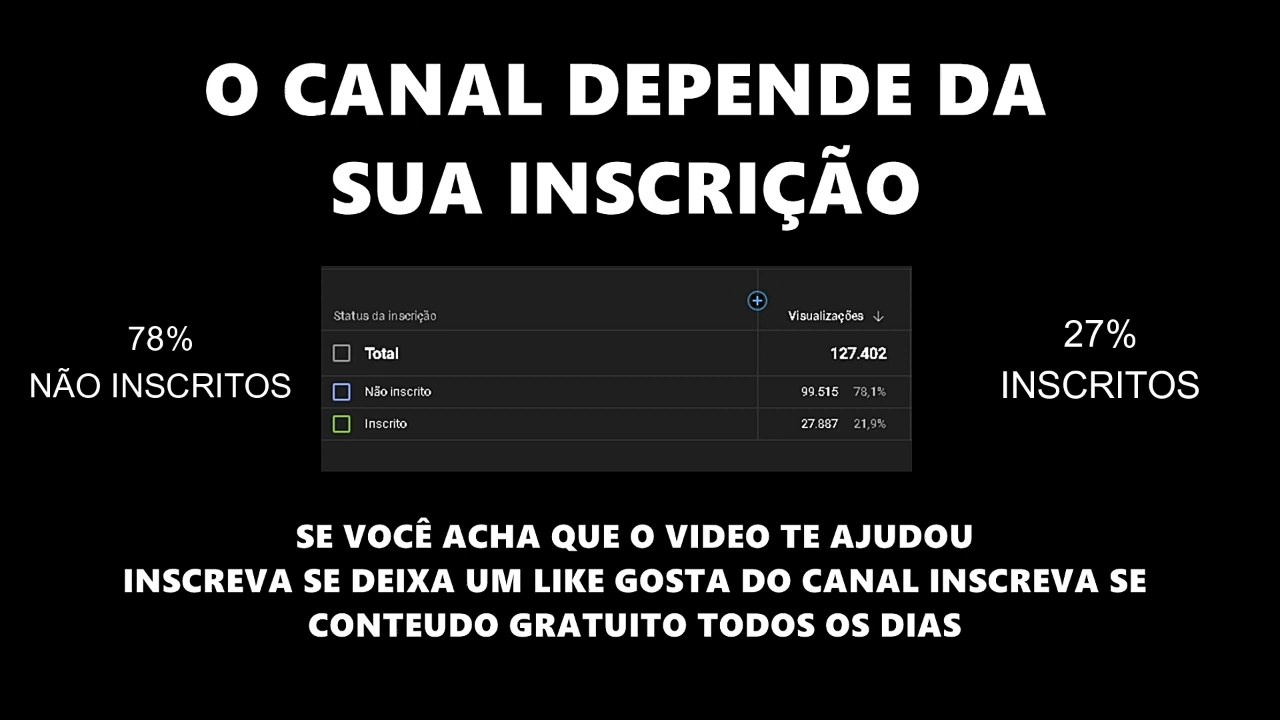 O CANAL DEPENDE DA
SUA INSCRIÇÃO
78%
NÃO INSCRITOS
Status da inscrição Visualizações ↓
Total 127.402
Não inscrito 99.515 78,1%
Inscrito 27.887 21,9%
27%
INSCRITOS
SE VOCÊ ACHA QUE O VIDEO TE AJUDOU
INSCREVA SE DEIXA UM LIKE GOSTA DO CANAL INSCREVA SE
CONTEUDO GRATUITO TODOS OS DIAS